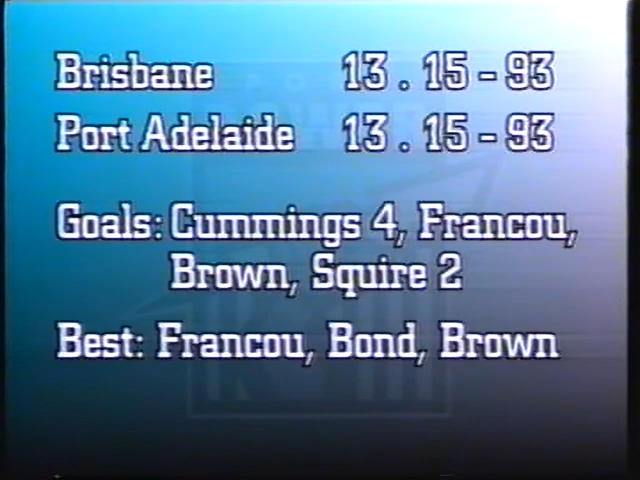 Brisbane 13 . 15 - 93
Port Adelaide 13 . 15 - 93
Goals: Cummings 4, Francou,
Brown, Squire 2
Best: Francou, Bond, Brown